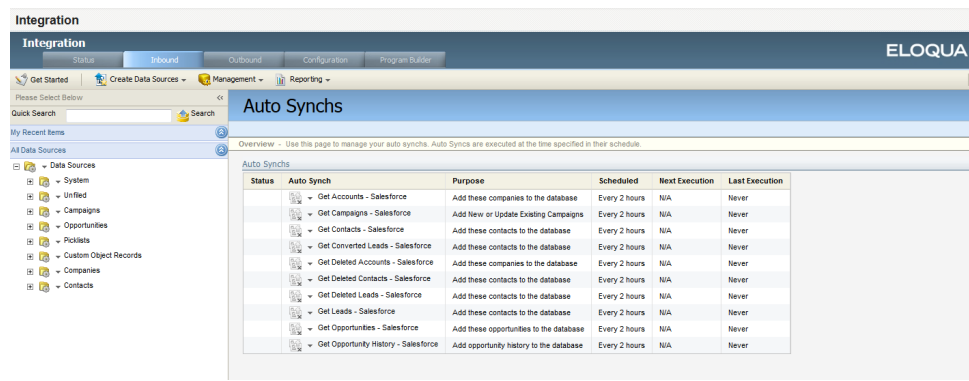 Integration
Integration
ELOQUA
Status Inbound Outbound Configuration Program Builder
Get Started Create Data Sources Management Reporting
Please Select Below
Quick Search Search
My Recent Items
All Data Sources
Data Sources
System
Unfiled
Campaigns
Opportunities
Picklists
Custom Object Records
Companies
Contacts
Auto Synchs
Overview - Use this page to manage your auto synchs. Auto Syncs are executed at the time specified in their schedule.
Auto Synchs
Status Auto Synch Purpose Scheduled Next Execution Last Execution
Get Accounts - Salesforce Add these companies to the database Every 2 hours N/A Never
Get Campaigns - Salesforce Add New or Update Existing Campaigns Every 2 hours N/A Never
Get Contacts - Salesforce Add these contacts to the database Every 2 hours N/A Never
Get Converted Leads - Salesforce Add these contacts to the database Every 2 hours N/A Never
Get Deleted Accounts - Salesforce Add these companies to the database Every 2 hours N/A Never
Get Deleted Contacts - Salesforce Add these contacts to the database Every 2 hours N/A Never
Get Deleted Leads - Salesforce Add these contacts to the database Every 2 hours N/A Never
Get Leads - Salesforce Add these contacts to the database Every 2 hours N/A Never
Get Opportunities - Salesforce Add these opportunities to the database Every 2 hours N/A Never
Get Opportunity History - Salesforce Add opportunity history to the database Every 2 hours N/A Never